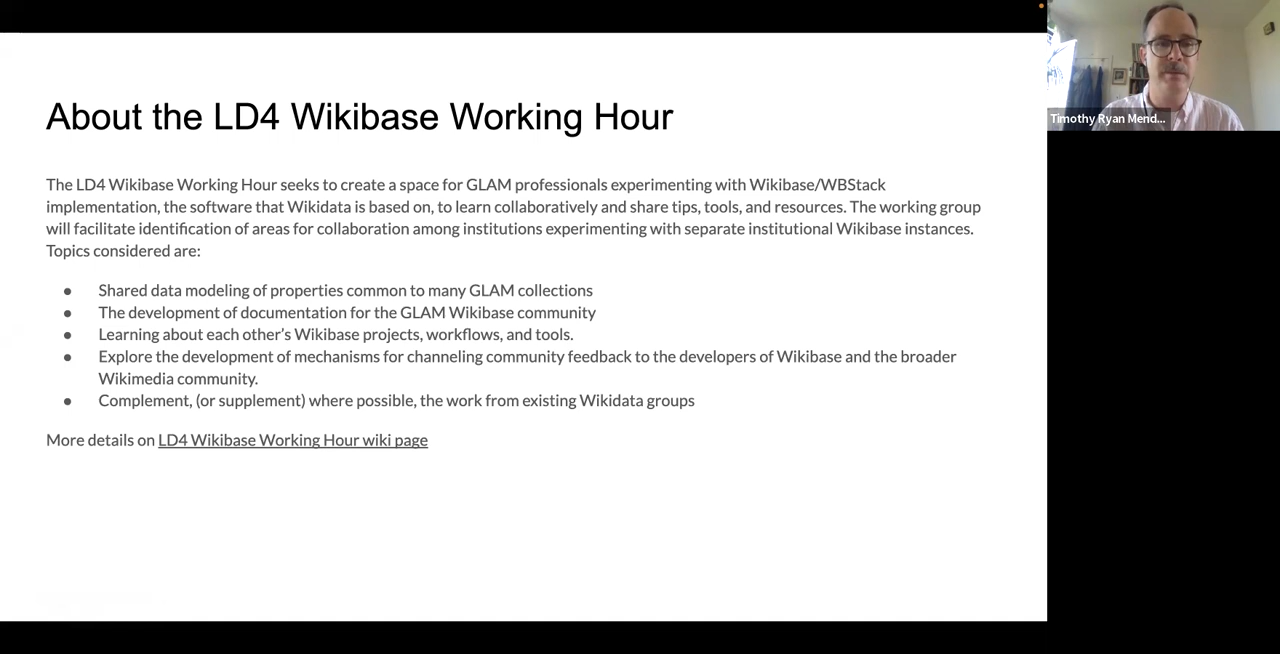 About the LD4 Wikibase Working Hour
The LD4 Wikibase Working Hour seeks to create a space for GLAM professionals experimenting with Wikibase/WBStack
implementation, the software that Wikidata is based on, to learn collaboratively and share tips, tools, and resources. The working group
will facilitate identification of areas for collaboration among institutions experimenting with separate institutional Wikibase instances.
Topics considered are:
● Shared data modeling of properties common to many GLAM collections
● The development of documentation for the GLAM Wikibase community
● Learning about each other’s Wikibase projects, workflows, and tools.
● Explore the development of mechanisms for channeling community feedback to the developers of Wikibase and the broader
Wikimedia community.
● Complement, (or supplement) where possible, the work from existing Wikidata groups
More details on LD4 Wikibase Working Hour wiki page
Timothy Ryan Mend...